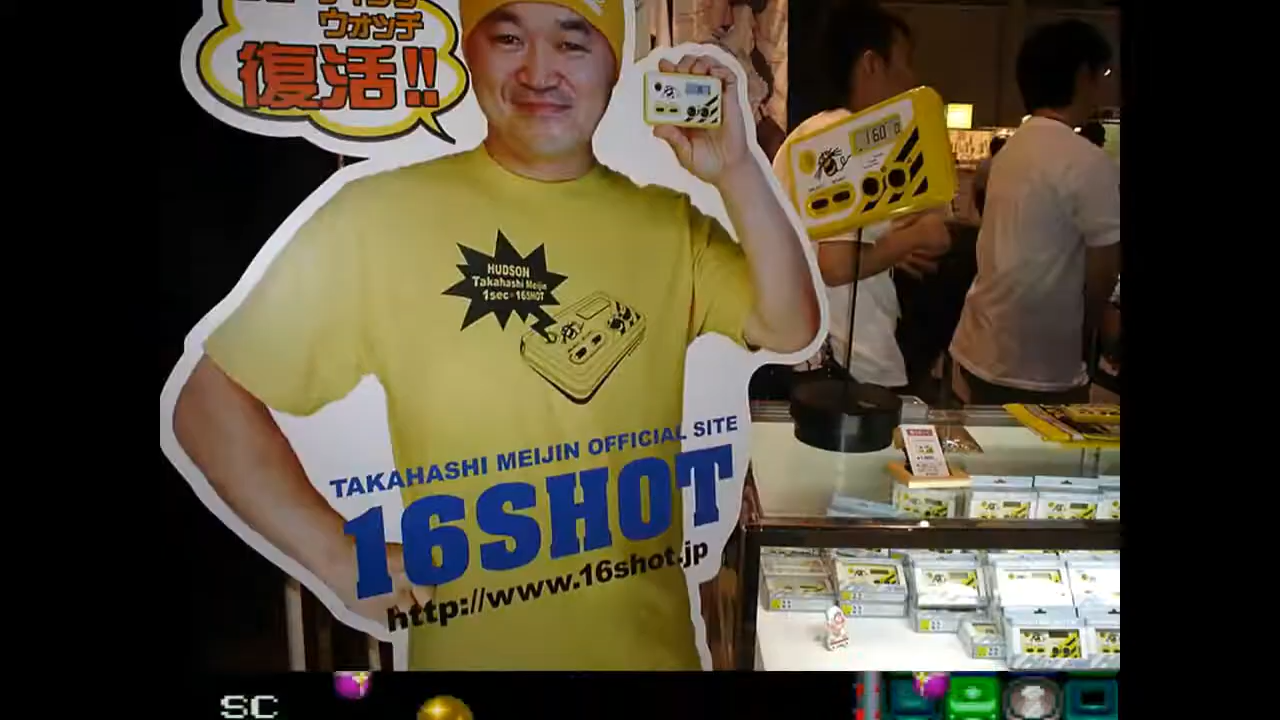 ウォッチ
復活!!
160
HUDSON
Takahashi Meijin
1sec=16SHOT
TAKAHASHI MEIJIN OFFICIAL SITE
16SHOT
http://www.16shot.jp
SC